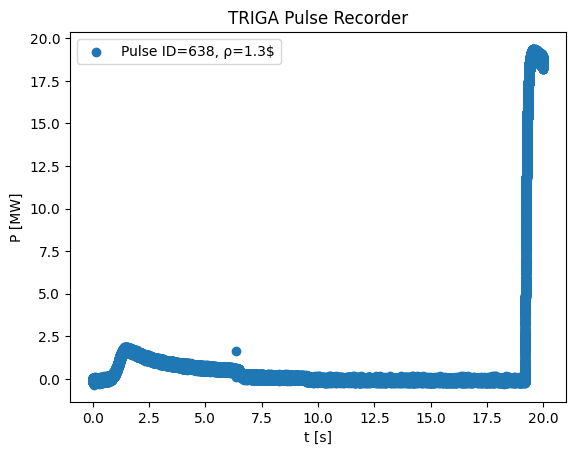 TRIGA Pulse Recorder
Pulse ID=638, ρ=1.3$
P [MW]
20.0
17.5
15.0
12.5
10.0
7.5
5.0
2.5
0.0
0.0 2.5 5.0 7.5 10.0 12.5 15.0 17.5 20.0
t [s]